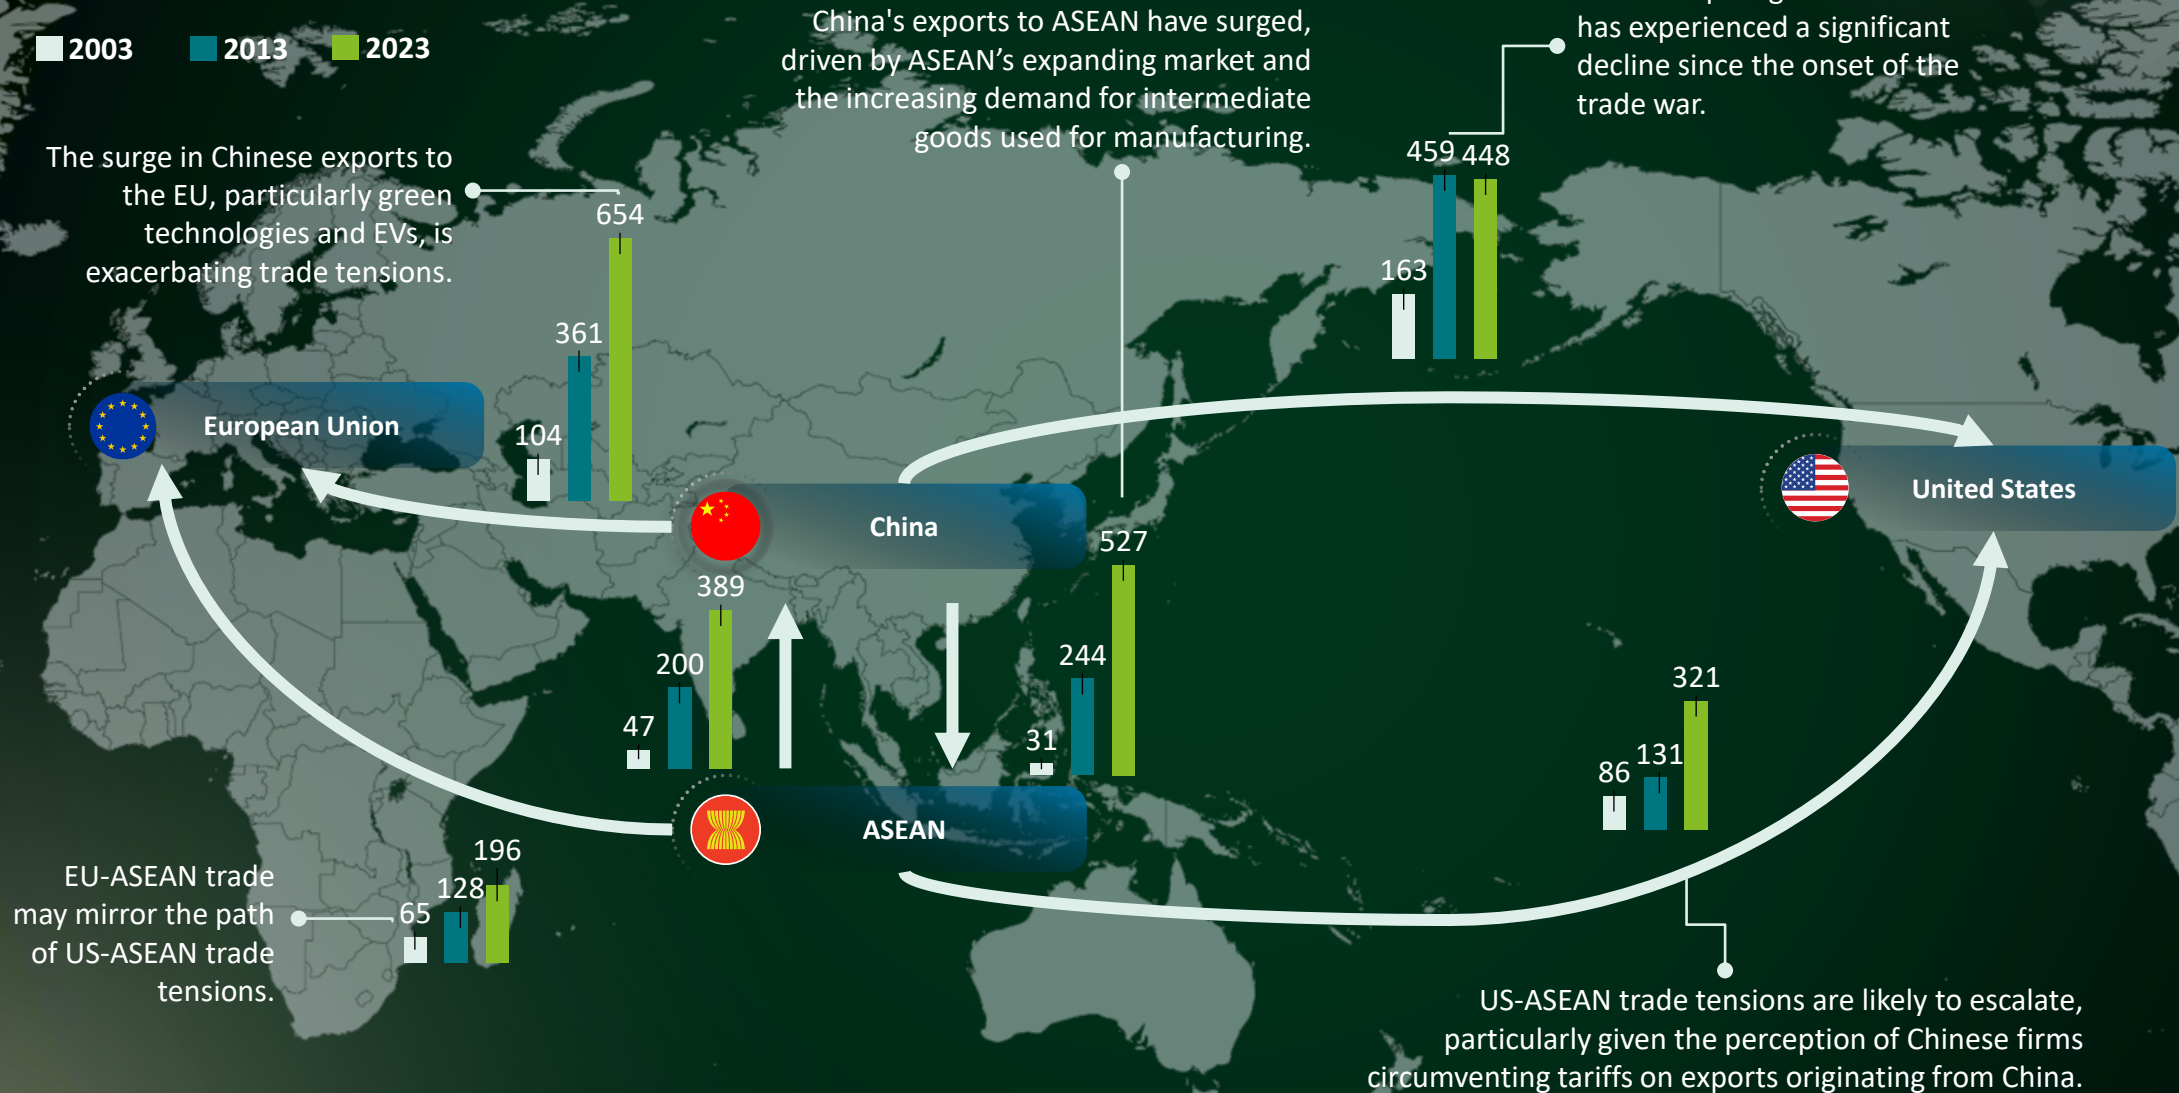 2003
2013
2023
China's exports to ASEAN have surged,
driven by ASEAN’s expanding market and
the increasing demand for intermediate
goods used for manufacturing.
has experienced a significant
decline since the onset of the
trade war.
The surge in Chinese exports to
the EU, particularly green
technologies and EVs, is
exacerbating trade tensions.
654
361
104
459
448
163
European Union
China
United States
527
244
31
389
200
47
ASEAN
321
131
86
196
128
65
EU-ASEAN trade
may mirror the path
of US-ASEAN trade
tensions.
US-ASEAN trade tensions are likely to escalate,
particularly given the perception of Chinese firms
circumventing tariffs on exports originating from China.